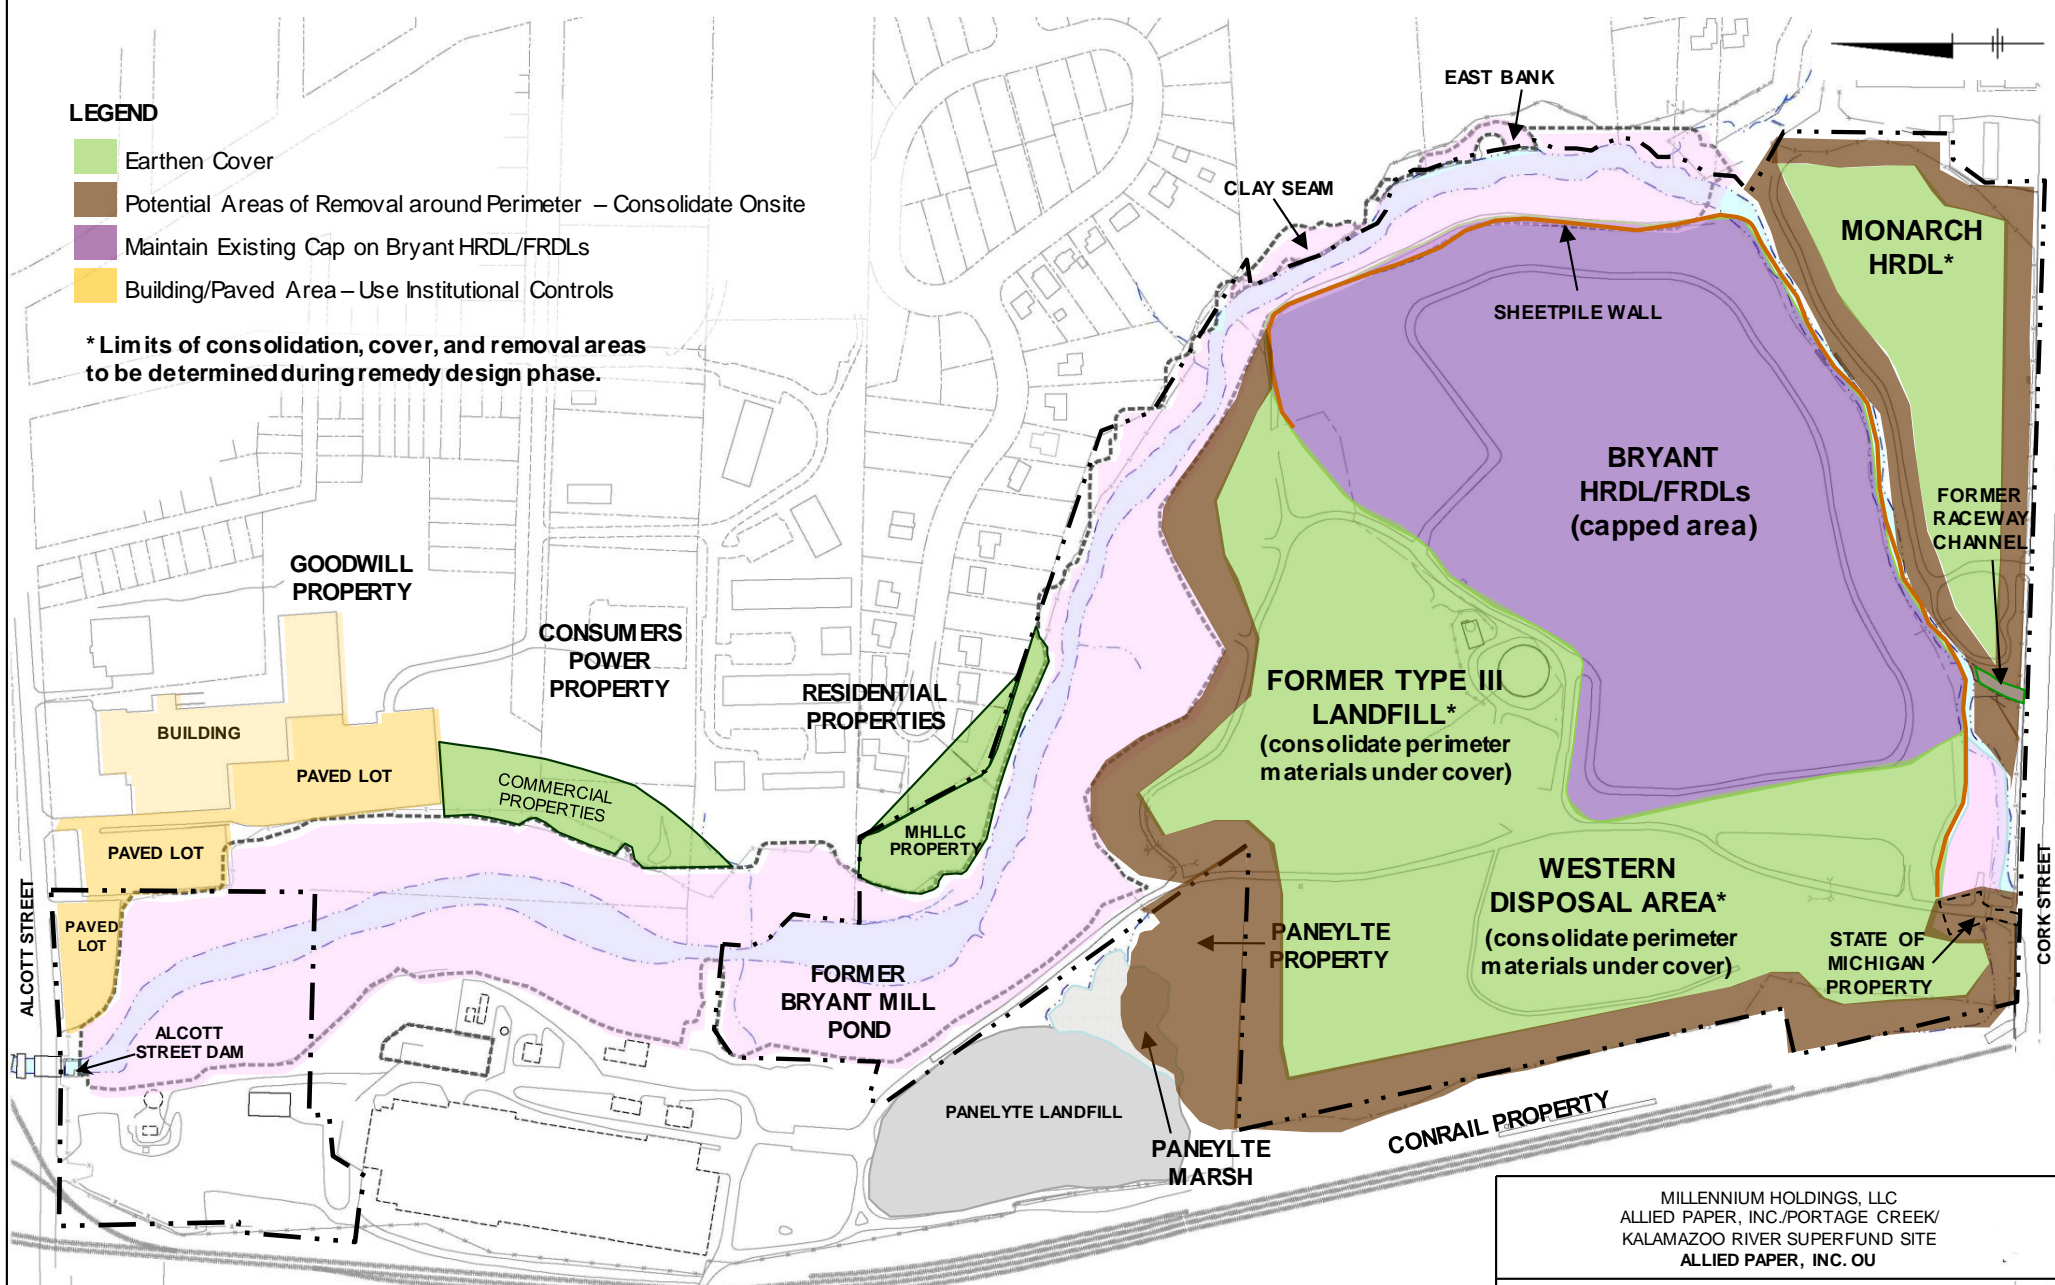 LEGEND
Earthen Cover
Potential Areas of Removal around Perimeter – Consolidate Onsite
Maintain Existing Cap on Bryant HRDL/FRDLs
Building/Paved Area – Use Institutional Controls
* Limits of consolidation, cover, and removal areas
to be determined during remedy design phase.
EAST BANK
CLAY SEAM
SHEETPILE WALL
MONARCH
HRDL*
BRYANT
HRDL/FRDLs
(capped area)
FORMER
RACEWAY
CHANNEL
GOODWILL
PROPERTY
CONSUMERS
POWER
PROPERTY
RESIDENTIAL
PROPERTIES
FORMER TYPE III
LANDFILL*
(consolidate perimeter
materials under cover)
BUILDING
PAVED LOT
COMMERCIAL
PROPERTIES
MHLLC
PROPERTY
PAVED LOT
PAVED
LOT
ALCOTT STREET
WESTERN
DISPOSAL AREA*
(consolidate perimeter
materials under cover)
PANEYLTE
PROPERTY
STATE OF
MICHIGAN
PROPERTY
CORK STREET
FORMER
BRYANT MILL
POND
ALCOTT
STREET DAM
PANELYTE LANDFILL
PANEYLTE
MARSH
CONRAIL PROPERTY
MILLENNIUM HOLDINGS, LLC
ALLIED PAPER, INC./PORTAGE CREEK/
KALAMAZOO RIVER SUPERFUND SITE
ALLIED PAPER, INC. OU